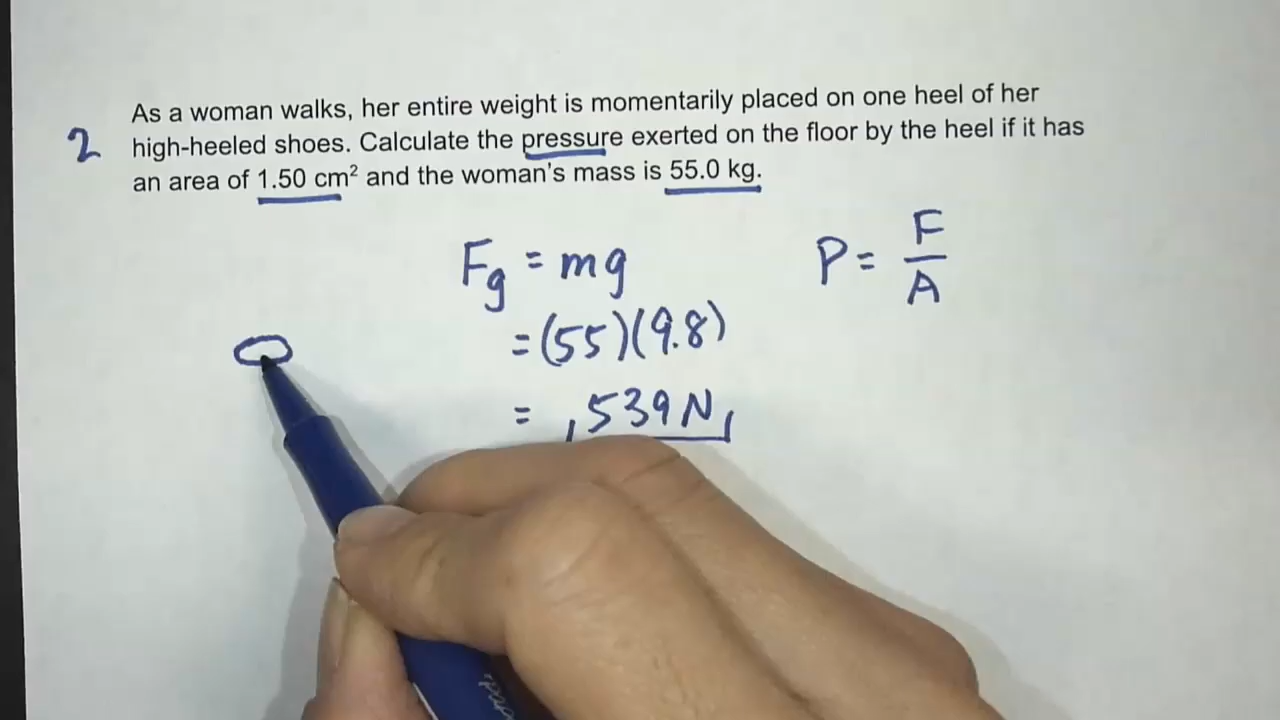 2
As a woman walks, her entire weight is momentarily placed on one heel of her
high-heeled shoes. Calculate the pressure exerted on the floor by the heel if it has
an area of 1.50 cm² and the woman's mass is 55.0 kg.
Fg = mg
= (55)(9.8)
= 539 N
P = F/A